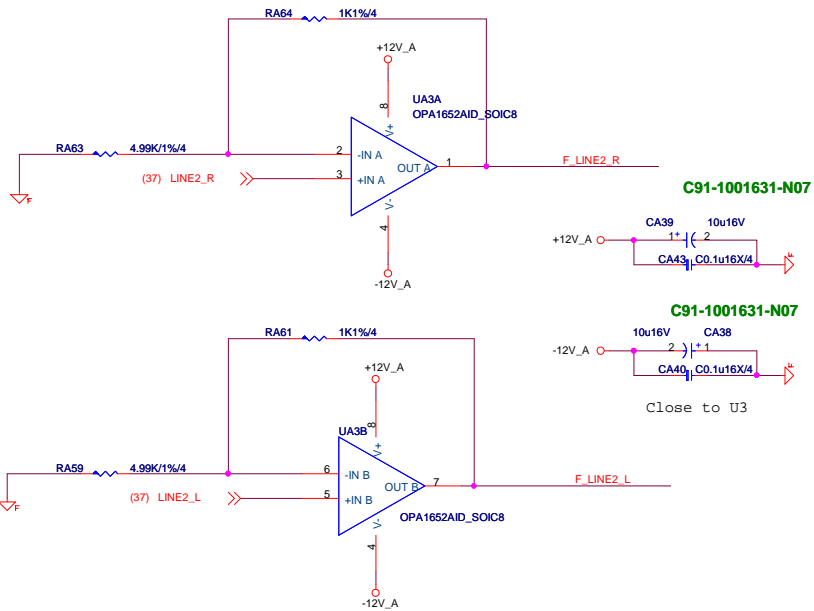 RA64 1K1%/4
+12V_A
8
UA3A
OPA1652AID_SOIC8
V+
RA63 4.99K/1%/4
2 -IN A
OUT A 1
F_LINE2_R
(37) LINE2_R
3 +IN A
V-
4
-12V_A
F
C91-1001631-N07
CA39 10u16V
+12V_A
1 + 2
CA43 C0.1u16X/4
F
C91-1001631-N07
10u16V CA38
-12V_A
2 + 1
CA40 C0.1u16X/4
F
Close to U3
RA61 1K1%/4
+12V_A
8
UA3B
V+
RA59 4.99K/1%/4
6 -IN B
OUT B 7
F_LINE2_L
(37) LINE2_L
5 +IN B
V-
OPA1652AID_SOIC8
4
-12V_A
F